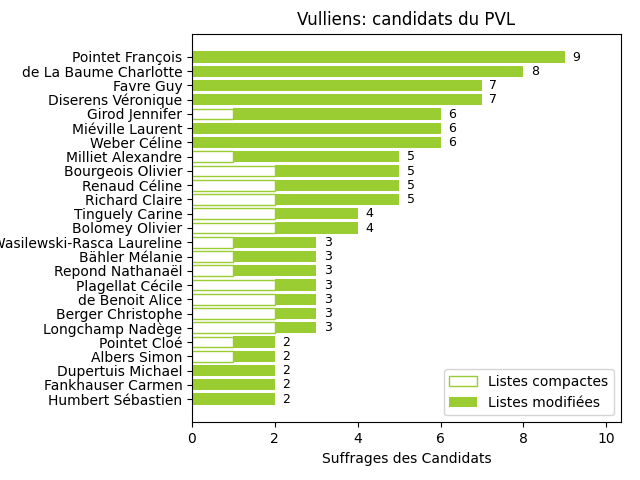 Vulliens: candidats du PVL
Pointet François 9
de La Baume Charlotte 8
Favre Guy 7
Diserens Véronique 7
Girod Jennifer 6
Miéville Laurent 6
Weber Céline 6
Milliet Alexandre 5
Bourgeois Olivier 5
Renaud Céline 5
Richard Claire 5
Tinguely Carine 4
Bolomey Olivier 4
Wasilewski-Rasca Laureline 3
Bähler Mélanie 3
Repond Nathanaël 3
Plagellat Cécile 3
de Benoit Alice 3
Berger Christophe 3
Longchamp Nadège 3
Pointet Cloé 2
Albers Simon 2
Dupertuis Michael 2
Fankhauser Carmen 2
Humbert Sébastien 2
Listes compactes
Listes modifiées
0 2 4 6 8 10
Suffrages des Candidats